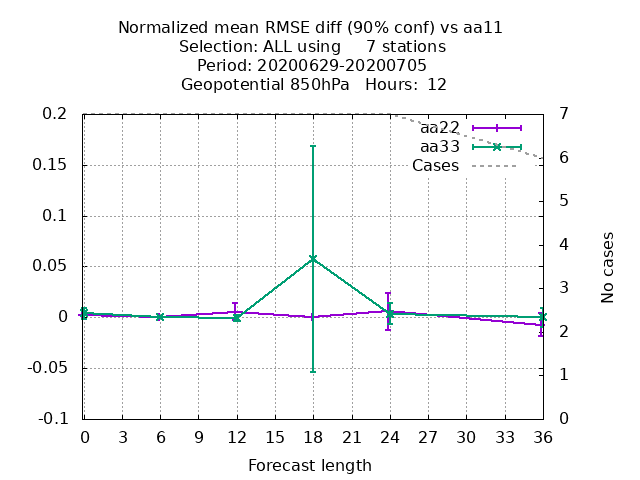 Normalized mean RMSE diff (90% conf) vs aa11
Selection: ALL using     7 stations
Period: 20200629-20200705
Geopotential 850hPa   Hours:  12
0.2
0.15
0.1
0.05
0
-0.05
-0.1
7
6
5
4
3
2
1
0
aa22
aa33
Cases
No cases
0 3 6 9 12 15 18 21 24 27 30 33 36
Forecast length